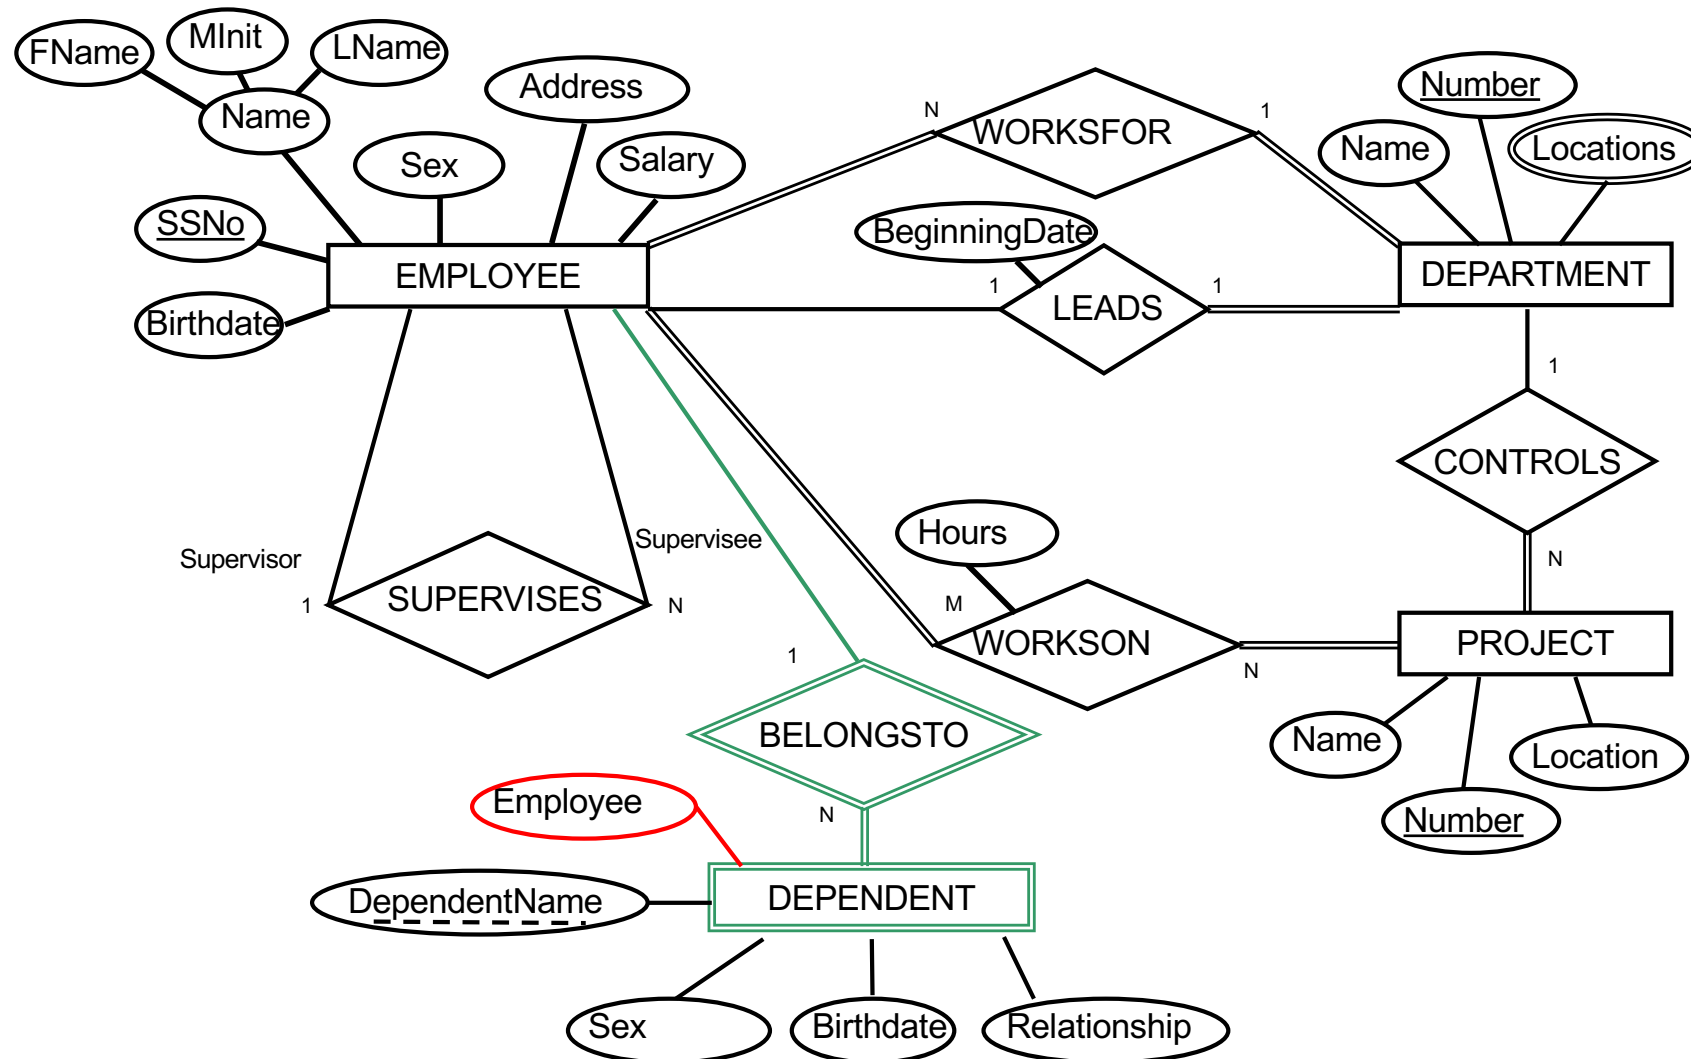 MInit
FName
LName
Name
Address
Sex
Salary
SSNo
EMPLOYEE
Birthdate
N
WORKSFOR
1
Number
Name
Locations
BeginningDate
DEPARTMENT
1
LEADS
1
1
CONTROLS
N
Supervisor
Supervisee
1
SUPERVISES
N
Hours
M
WORKSON
N
PROJECT
Name
Location
Number
1
BELONGSTO
N
Employee
DependentName
DEPENDENT
Sex
Birthdate
Relationship